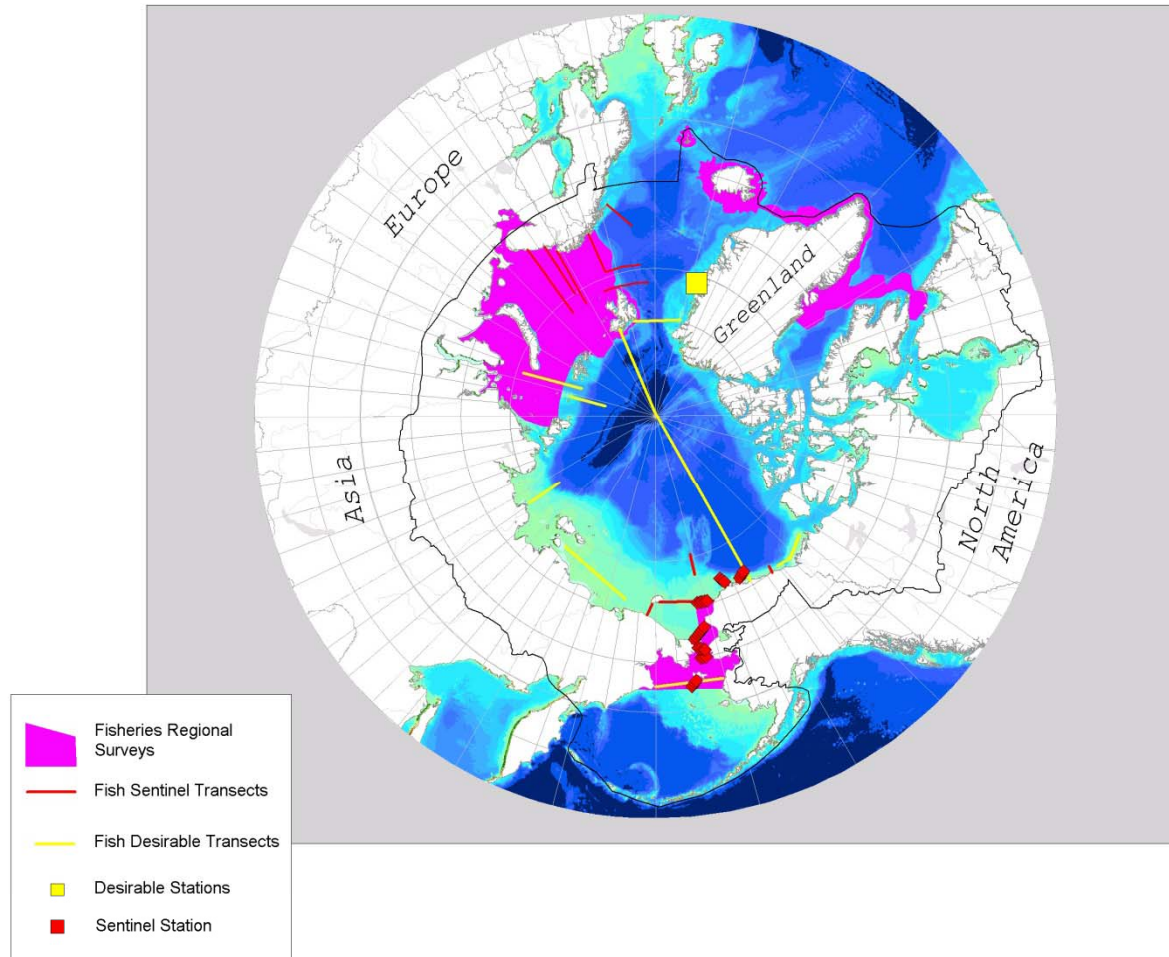 Europe
Greenland
Asia
North
America
Fisheries Regional
Surveys
Fish Sentinel Transects
Fish Desirable Transects
Desirable Stations
Sentinel Station